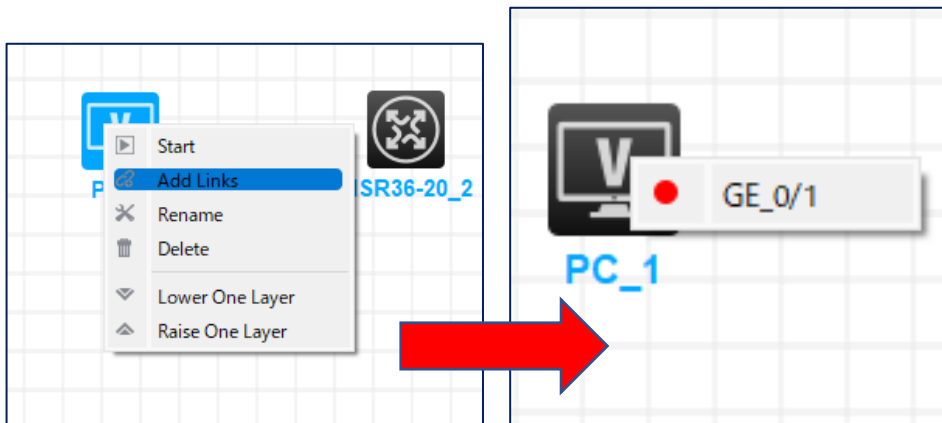 V
Start
Add Links
Rename
Delete
Lower One Layer
Raise One Layer
P
SR36-20_2
V
GE_0/1
PC_1